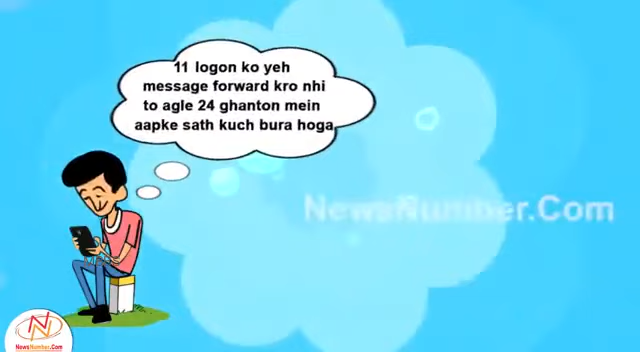 11 logon ko yeh
message forward kro nhi
to agle 24 ghanton mein
aapke sath kuch bura hoga
NewsNumber.Com
N
NewsNumber.Com